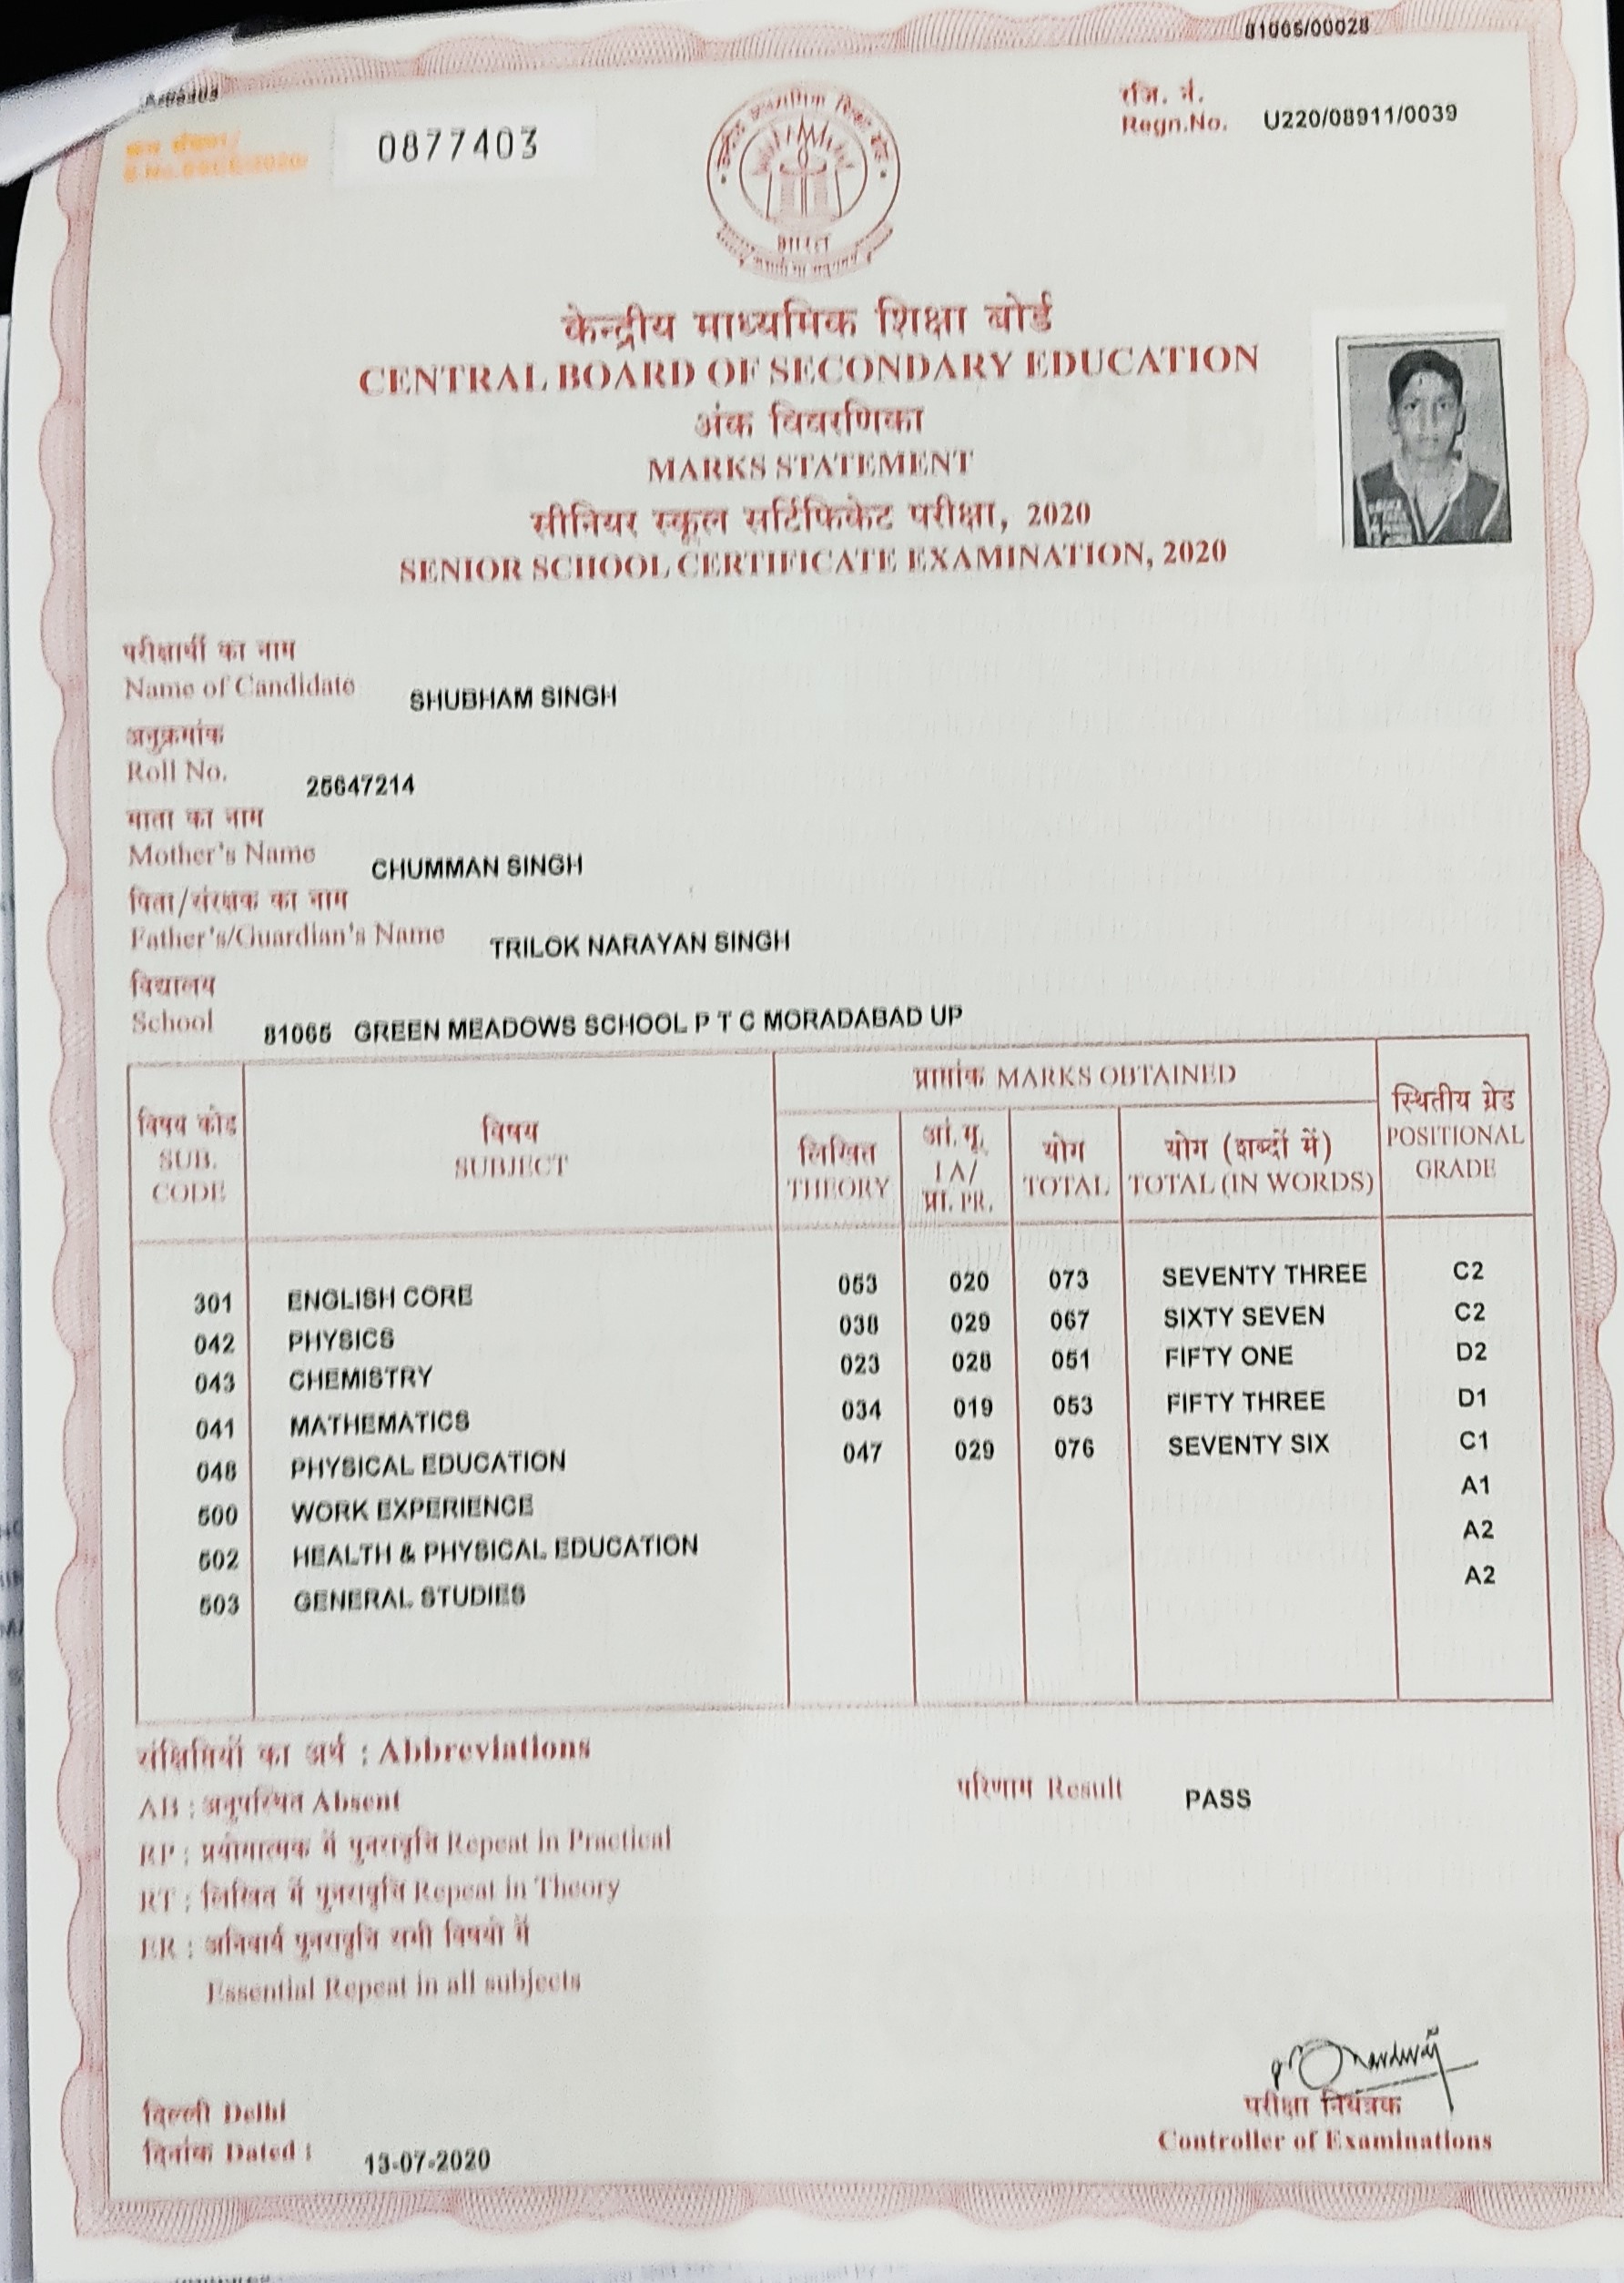 81065/00028
रजि. नं.
Regn.No. U220/08911/0039
0877403
भारत
केन्द्रीय माध्यमिक शिक्षा बोर्ड
CENTRAL BOARD OF SECONDARY EDUCATION
अंक विवरणिका
MARKS STATEMENT
सीनियर स्कूल सर्टिफिकेट परीक्षा, 2020
SENIOR SCHOOL CERTIFICATE EXAMINATION, 2020
परीक्षार्थी का नाम
Name of Candidate SHUBHAM SINGH
अनुक्रमांक
Roll No. 25647214
माता का नाम
Mother's Name CHUMMAN SINGH
पिता/संरक्षक का नाम
Father's/Guardian's Name TRILOK NARAYAN SINGH
विद्यालय
School 81065 GREEN MEADOWS SCHOOL P T C MORADABAD UP
विषय कोड SUB. CODE विषय SUBJECT प्राप्तांक MARKS OBTAINED स्थितीय ग्रेड POSITIONAL GRADE
लिखित THEORY आं.मू. I A/ प्रा. PR. योग TOTAL योग (शब्दों में) TOTAL (IN WORDS)
301 ENGLISH CORE 053 020 073 SEVENTY THREE C2
042 PHYSICS 038 029 067 SIXTY SEVEN C2
043 CHEMISTRY 023 028 051 FIFTY ONE D2
041 MATHEMATICS 034 019 053 FIFTY THREE D1
048 PHYSICAL EDUCATION 047 029 076 SEVENTY SIX C1
500 WORK EXPERIENCE A1
502 HEALTH & PHYSICAL EDUCATION A2
503 GENERAL STUDIES A2
संक्षिप्तियों का अर्थ : Abbreviations
AB : अनुपस्थित Absent
परिणाम Result PASS
RP : प्रयोगात्मक में पुनरावृत्ति Repeat in Practical
RT : लिखित में पुनरावृत्ति Repeat in Theory
ER : अनिवार्य पुनरावृत्ति सभी विषयों में
Essential Repeat in all subjects
दिल्ली Delhi
दिनांक Dated : 13-07-2020
परीक्षा नियंत्रक
Controller of Examinations